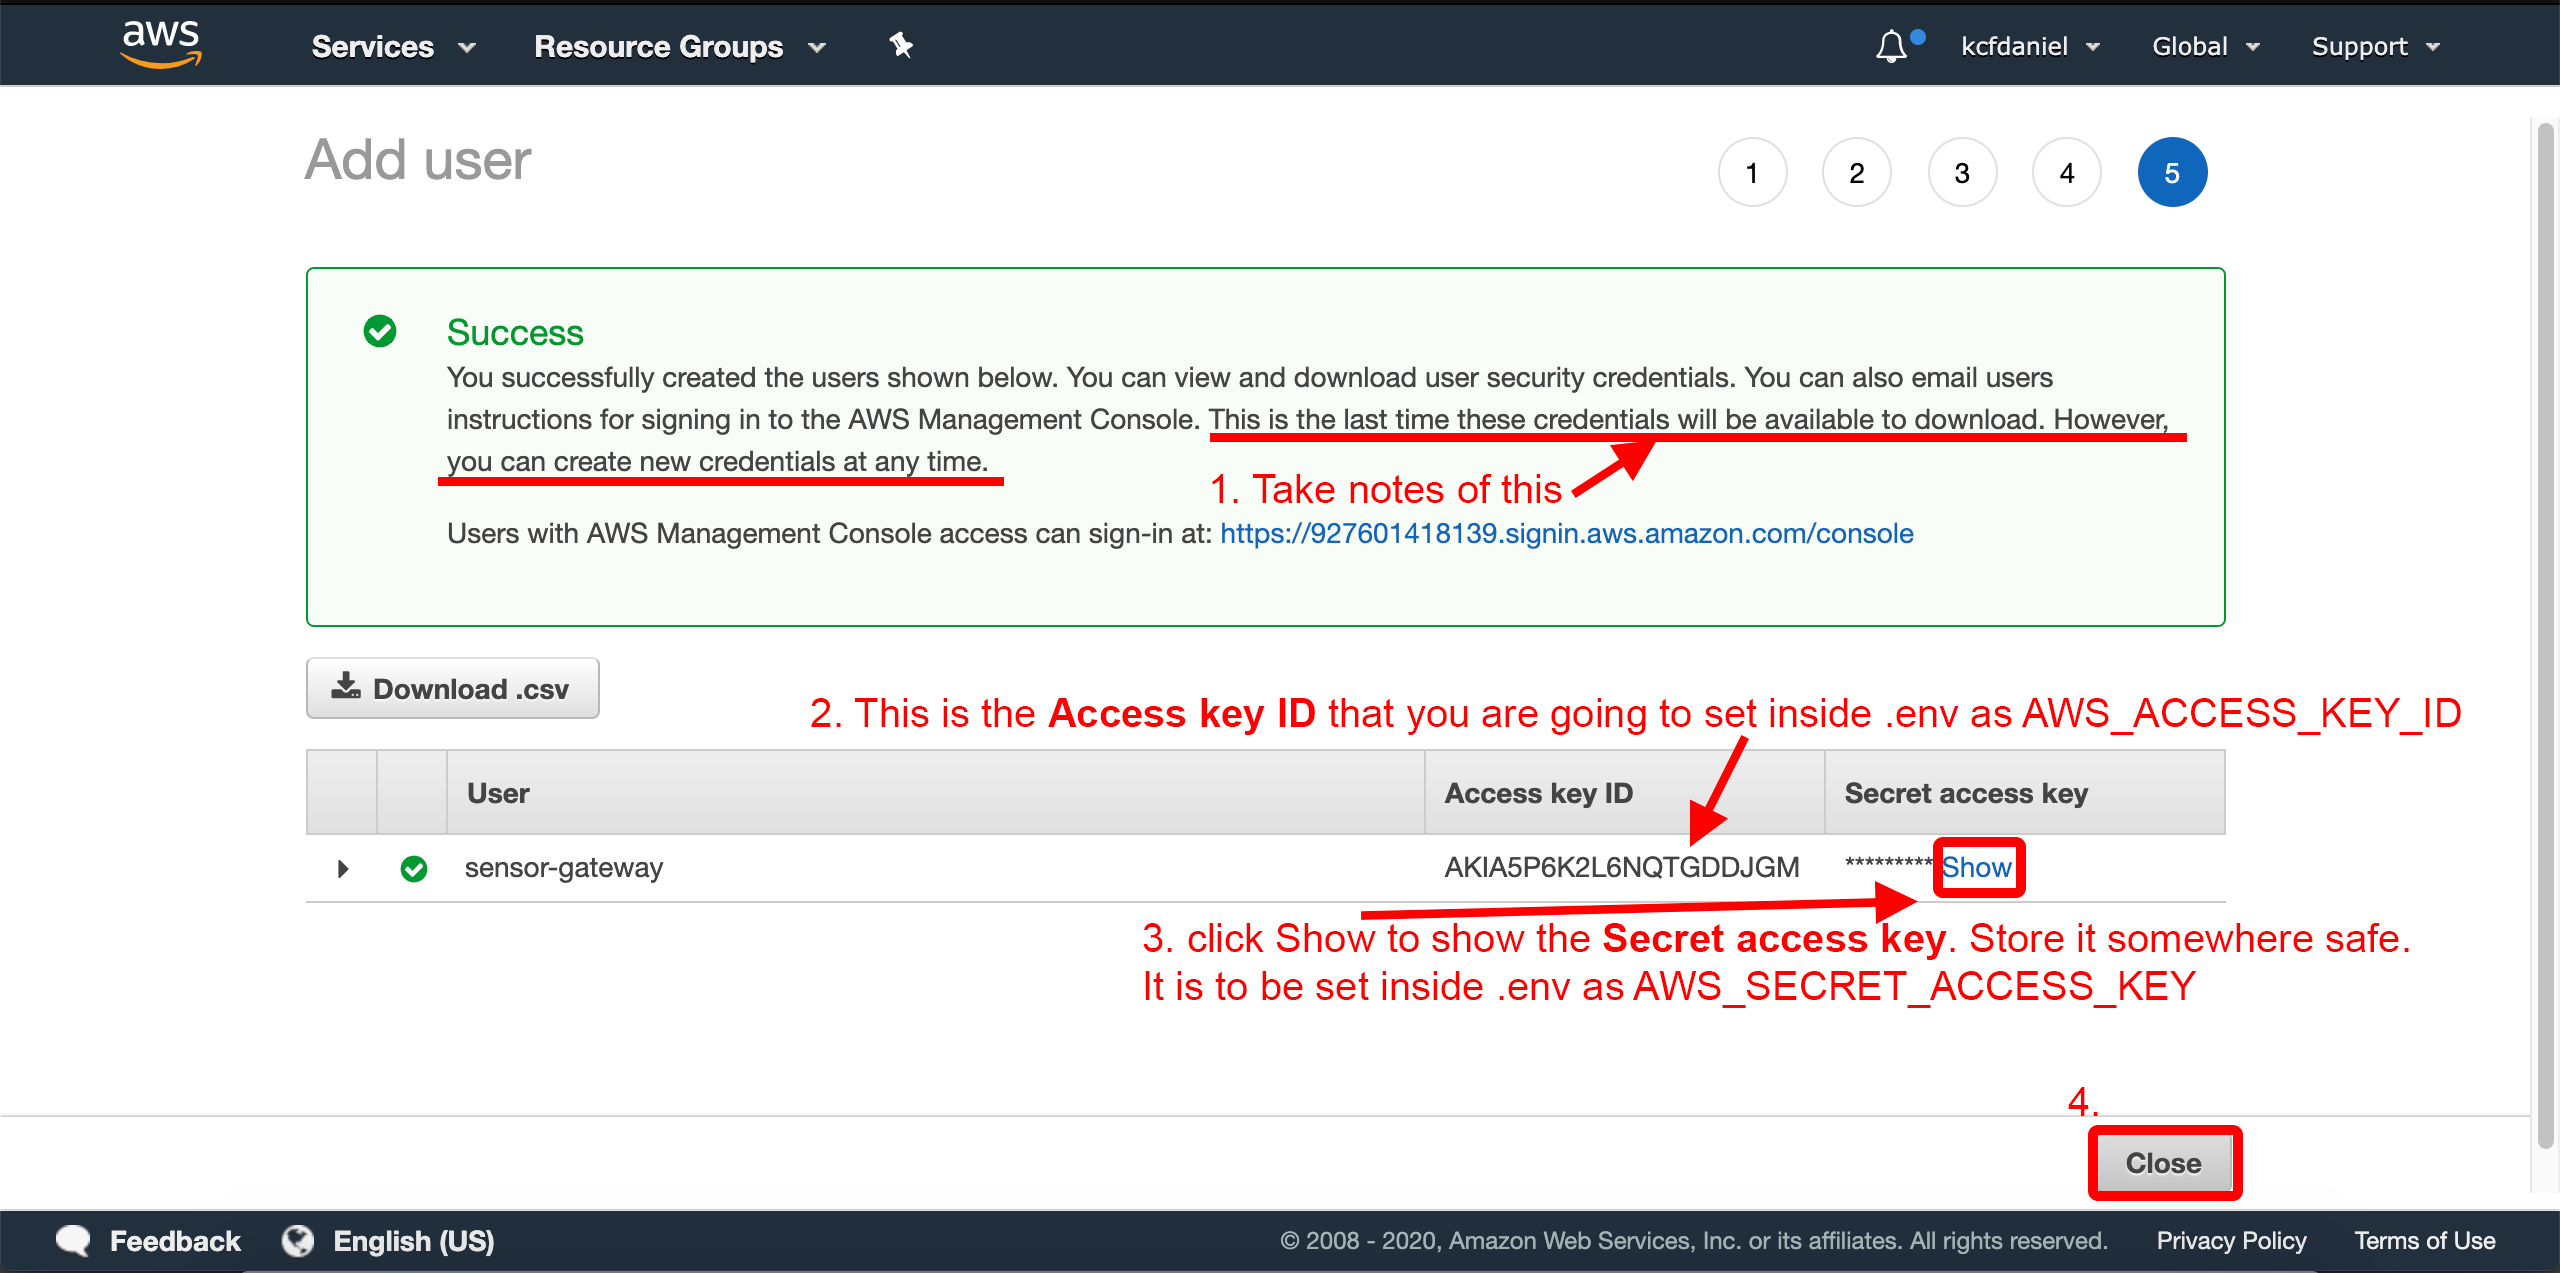 aws
Services
Resource Groups
kcfdaniel
Global
Support
Add user
1
2
3
4
5
Success
You successfully created the users shown below. You can view and download user security credentials. You can also email users
instructions for signing in to the AWS Management Console. This is the last time these credentials will be available to download. However,
you can create new credentials at any time.
1. Take notes of this
Users with AWS Management Console access can sign-in at: https://927601418139.signin.aws.amazon.com/console
Download .csv
2. This is the Access key ID that you are going to set inside .env as AWS_ACCESS_KEY_ID
User
Access key ID
Secret access key
sensor-gateway
AKIA5P6K2L6NQTGDDJGM
********* Show
3. click Show to show the Secret access key. Store it somewhere safe.
It is to be set inside .env as AWS_SECRET_ACCESS_KEY
4.
Close
Feedback
English (US)
© 2008 - 2020, Amazon Web Services, Inc. or its affiliates. All rights reserved.
Privacy Policy
Terms of Use